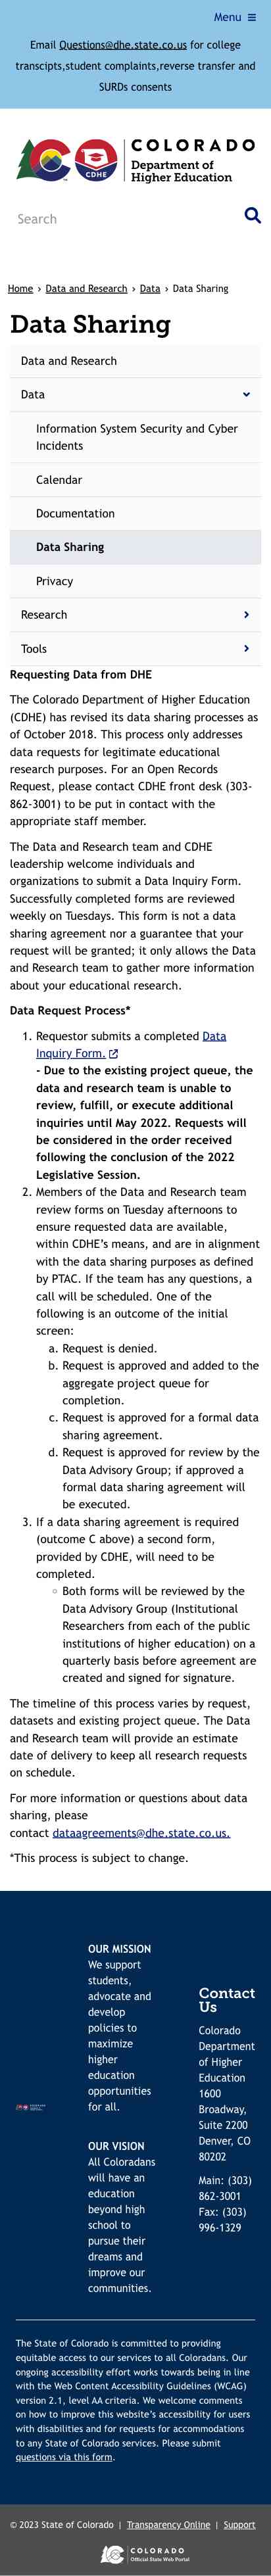 Menu
Email Questions@dhe.state.co.us for college
transcipts,student complaints,reverse transfer and
SURDs consents
CDHE
COLORADO
Department of
Higher Education
Search
Home › Data and Research › Data › Data Sharing
Data Sharing
Data and Research
Data
Information System Security and Cyber
Incidents
Calendar
Documentation
Data Sharing
Privacy
Research
Tools
Requesting Data from DHE
The Colorado Department of Higher Education
(CDHE) has revised its data sharing processes as
of October 2018. This process only addresses
data requests for legitimate educational
research purposes. For an Open Records
Request, please contact CDHE front desk (303-
862-3001) to be put in contact with the
appropriate staff member.
The Data and Research team and CDHE
leadership welcome individuals and
organizations to submit a Data Inquiry Form.
Successfully completed forms are reviewed
weekly on Tuesdays. This form is not a data
sharing agreement nor a guarantee that your
request will be granted; it only allows the Data
and Research team to gather more information
about your educational research.
Data Request Process*
1. Requestor submits a completed Data
Inquiry Form.
- Due to the existing project queue, the
data and research team is unable to
review, fulfill, or execute additional
inquiries until May 2022. Requests will
be considered in the order received
following the conclusion of the 2022
Legislative Session.
2. Members of the Data and Research team
review forms on Tuesday afternoons to
ensure requested data are available,
within CDHE’s means, and are in alignment
with the data sharing purposes as defined
by PTAC. If the team has any questions, a
call will be scheduled. One of the
following is an outcome of the initial
screen:
a. Request is denied.
b. Request is approved and added to the
aggregate project queue for
completion.
c. Request is approved for a formal data
sharing agreement.
d. Request is approved for review by the
Data Advisory Group; if approved a
formal data sharing agreement will
be executed.
3. If a data sharing agreement is required
(outcome C above) a second form,
provided by CDHE, will need to be
completed.
◦ Both forms will be reviewed by the
Data Advisory Group (Institutional
Researchers from each of the public
institutions of higher education) on a
quarterly basis before agreement are
created and signed for signature.
The timeline of this process varies by request,
datasets and existing project queue. The Data
and Research team will provide an estimate
date of delivery to keep all research requests
on schedule.
For more information or questions about data
sharing, please
contact dataagreements@dhe.state.co.us.
*This process is subject to change.
OUR MISSION
We support
students,
advocate and
develop
policies to
maximize
higher
education
opportunities
for all.
OUR VISION
All Coloradans
will have an
education
beyond high
school to
pursue their
dreams and
improve our
communities.
Contact
Us
Colorado
Department
of Higher
Education
1600
Broadway,
Suite 2200
Denver, CO
80202
Main: (303)
862-3001
Fax: (303)
996-1329
The State of Colorado is committed to providing
equitable access to our services to all Coloradans. Our
ongoing accessibility effort works towards being in line
with the Web Content Accessibility Guidelines (WCAG)
version 2.1, level AA criteria. We welcome comments
on how to improve this website’s accessibility for users
with disabilities and for requests for accommodations
to any State of Colorado services. Please submit
questions via this form.
© 2023 State of Colorado | Transparency Online | Support
COLORADO
Official State Web Portal